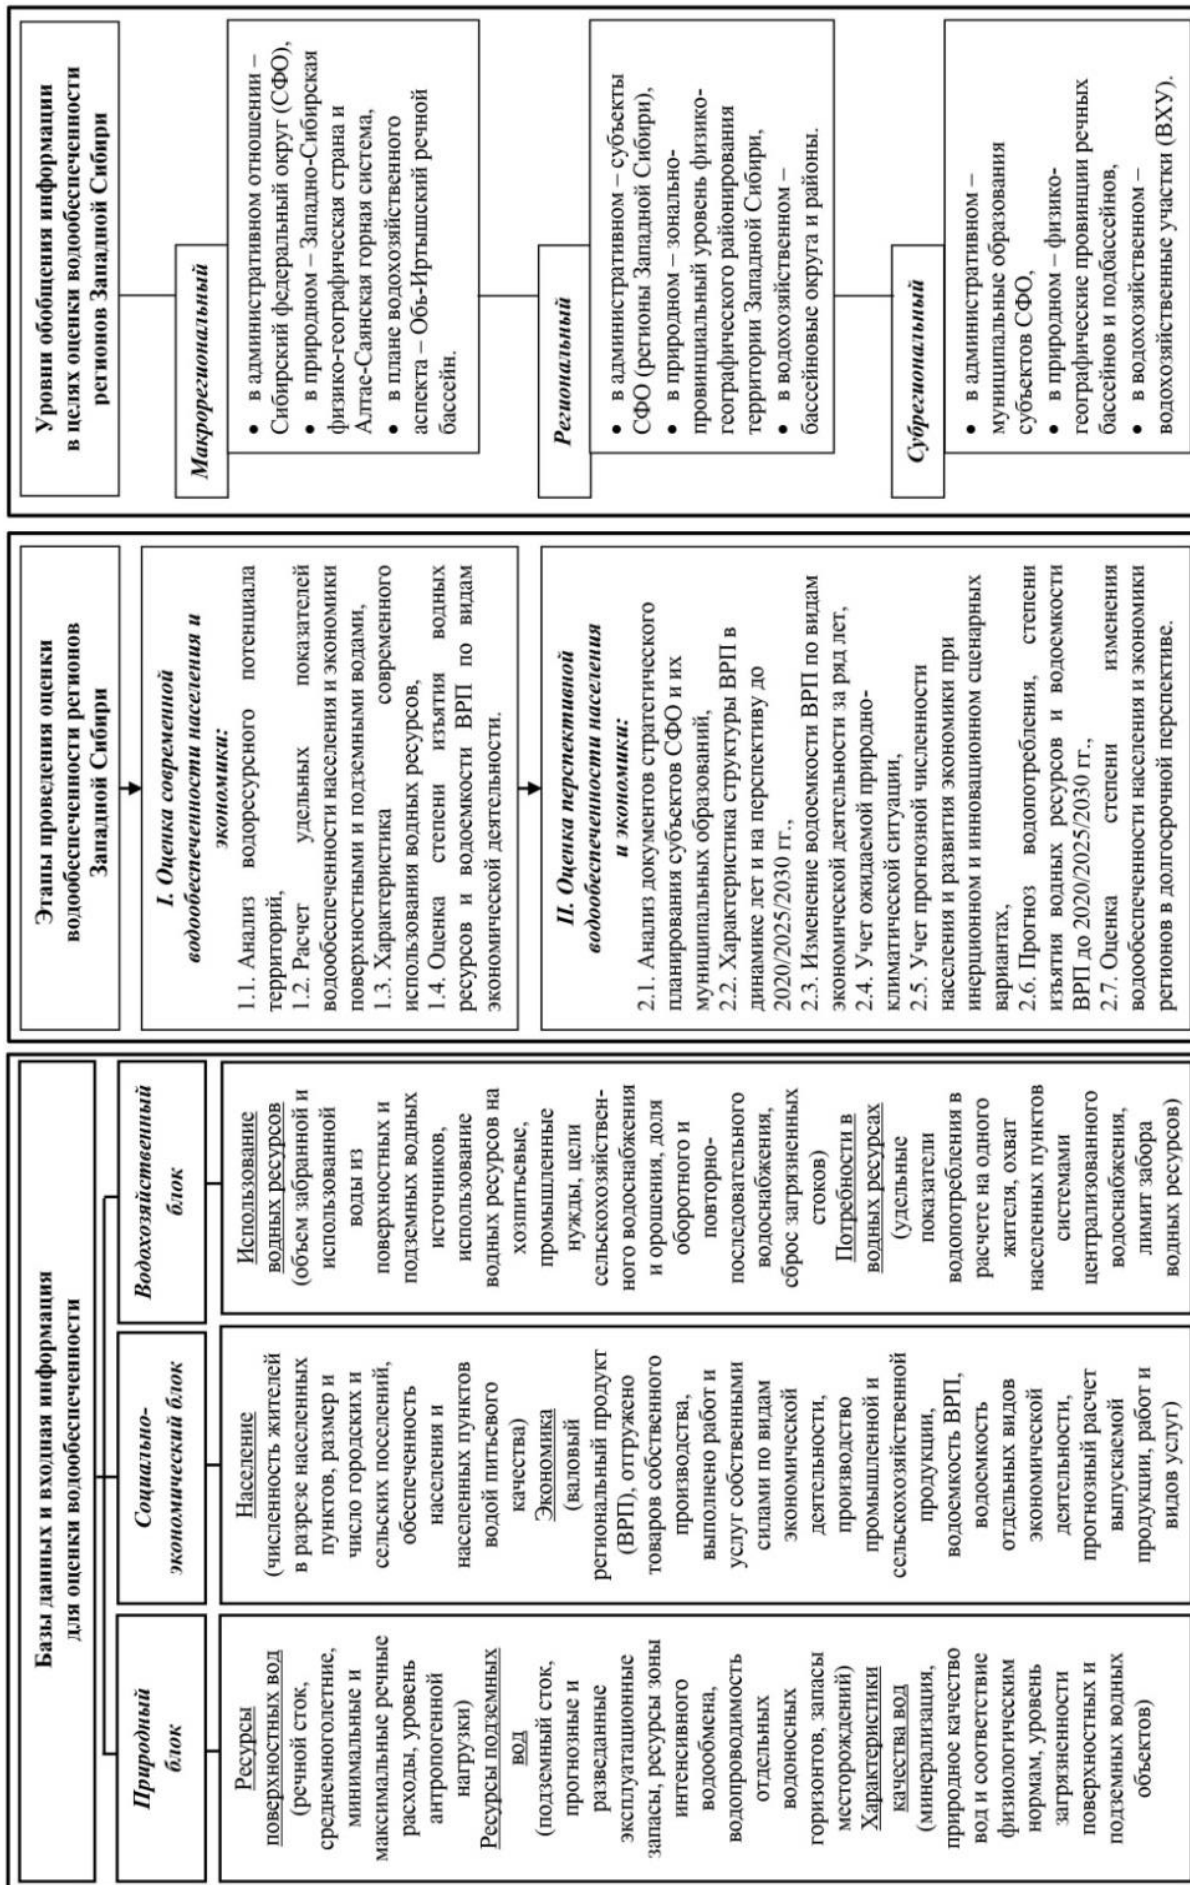 Базы данных и входная информация
для оценки водообеспеченности
Природный
блок
Ресурсы
поверхностных вод
(речной сток,
среднемноголетние,
минимальные и
максимальные речные
расходы, уровень
антропогенной
нагрузки)
Ресурсы подземных
вод
(подземный сток,
прогнозные и
разведанные
эксплуатационные
запасы, ресурсы зоны
интенсивного
водообмена,
водопроводимость
отдельных
водоносных
горизонтов, запасы
месторождений)
Характеристики
качества вод
(минерализация,
природное качество
вод и соответствие
физиологическим
нормам, уровень
загрязненности
поверхностных и
подземных водных
объектов)
Социально-
экономический блок
Население
(численность жителей
в разрезе населенных
пунктов, размер и
число городских и
сельских поселений,
обеспеченность
населения и
населенных пунктов
водой питьевого
качества)
Экономика
(валовый
региональный продукт
(ВРП), отгружено
товаров собственного
производства,
выполнено работ и
услуг собственными
силами по видам
экономической
деятельности,
производство
промышленной и
сельскохозяйственной
продукции,
водоемкость ВРП,
водоемкость
отдельных видов
экономической
деятельности,
прогнозный расчет
выпускаемой
продукции, работ и
видов услуг)
Водохозяйственный
блок
Использование
водных ресурсов
(объем забранной и
использованной
воды из
поверхностных и
подземных водных
источников,
использование
водных ресурсов на
хозпитьевые,
промышленные
нужды, цели
сельскохозяйствен-
ного водоснабжения
и орошения, доля
оборотного и
повторно-
последовательного
водоснабжения,
сброс загрязненных
стоков)
Потребности в
водных ресурсах
(удельные
показатели
водопотребления в
расчете на одного
жителя, охват
населенных пунктов
системами
централизованного
водоснабжения,
лимит забора
водных ресурсов)
Этапы проведения оценки
водообеспеченности регионов
Западной Сибири
I. Оценка современной
водообеспеченности населения и
экономики:
1.1. Анализ водоресурсного потенциала
территорий,
1.2. Расчет удельных показателей
водообеспеченности населения и экономики
поверхностными и подземными водами,
1.3. Характеристика современного
использования водных ресурсов,
1.4. Оценка степени изъятия водных
ресурсов и водоемкости ВРП по видам
экономической деятельности.
II. Оценка перспективной
водообеспеченности населения
и экономики:
2.1. Анализ документов стратегического
планирования субъектов СФО и их
муниципальных образований,
2.2. Характеристика структуры ВРП в
динамике лет и на перспективу до
2020/2025/2030 гг.,
2.3. Изменение водоемкости ВРП по видам
экономической деятельности за ряд лет,
2.4. Учет ожидаемой природно-
климатической ситуации,
2.5. Учет прогнозной численности
населения и развития экономики при
инерционном и инновационном сценарных
вариантах,
2.6. Прогноз водопотребления, степени
изъятия водных ресурсов и водоемкости
ВРП до 2020/2025/2030 гг.,
2.7. Оценка степени изменения
водообеспеченности населения и экономики
регионов в долгосрочной перспективе.
Уровни обобщения информации
в целях оценки водообеспеченности
регионов Западной Сибири
Макрорегиональный
• в административном отношении –
Сибирский федеральный округ (СФО),
• в природном – Западно-Сибирская
физико-географическая страна и
Алтае-Саянская горная система,
• в плане водохозяйственного
аспекта – Обь-Иртышский речной
бассейн.
Региональный
• в административном – субъекты
СФО (регионы Западной Сибири),
• в природном – зонально-
провинциальный уровень физико-
географического районирования
территории Западной Сибири,
• в водохозяйственном –
бассейновые округа и районы.
Субрегиональный
• в административном –
муниципальные образования
субъектов СФО,
• в природном – физико-
географические провинции речных
бассейнов и подбассейнов,
• в водохозяйственном –
водохозяйственные участки (ВХУ).